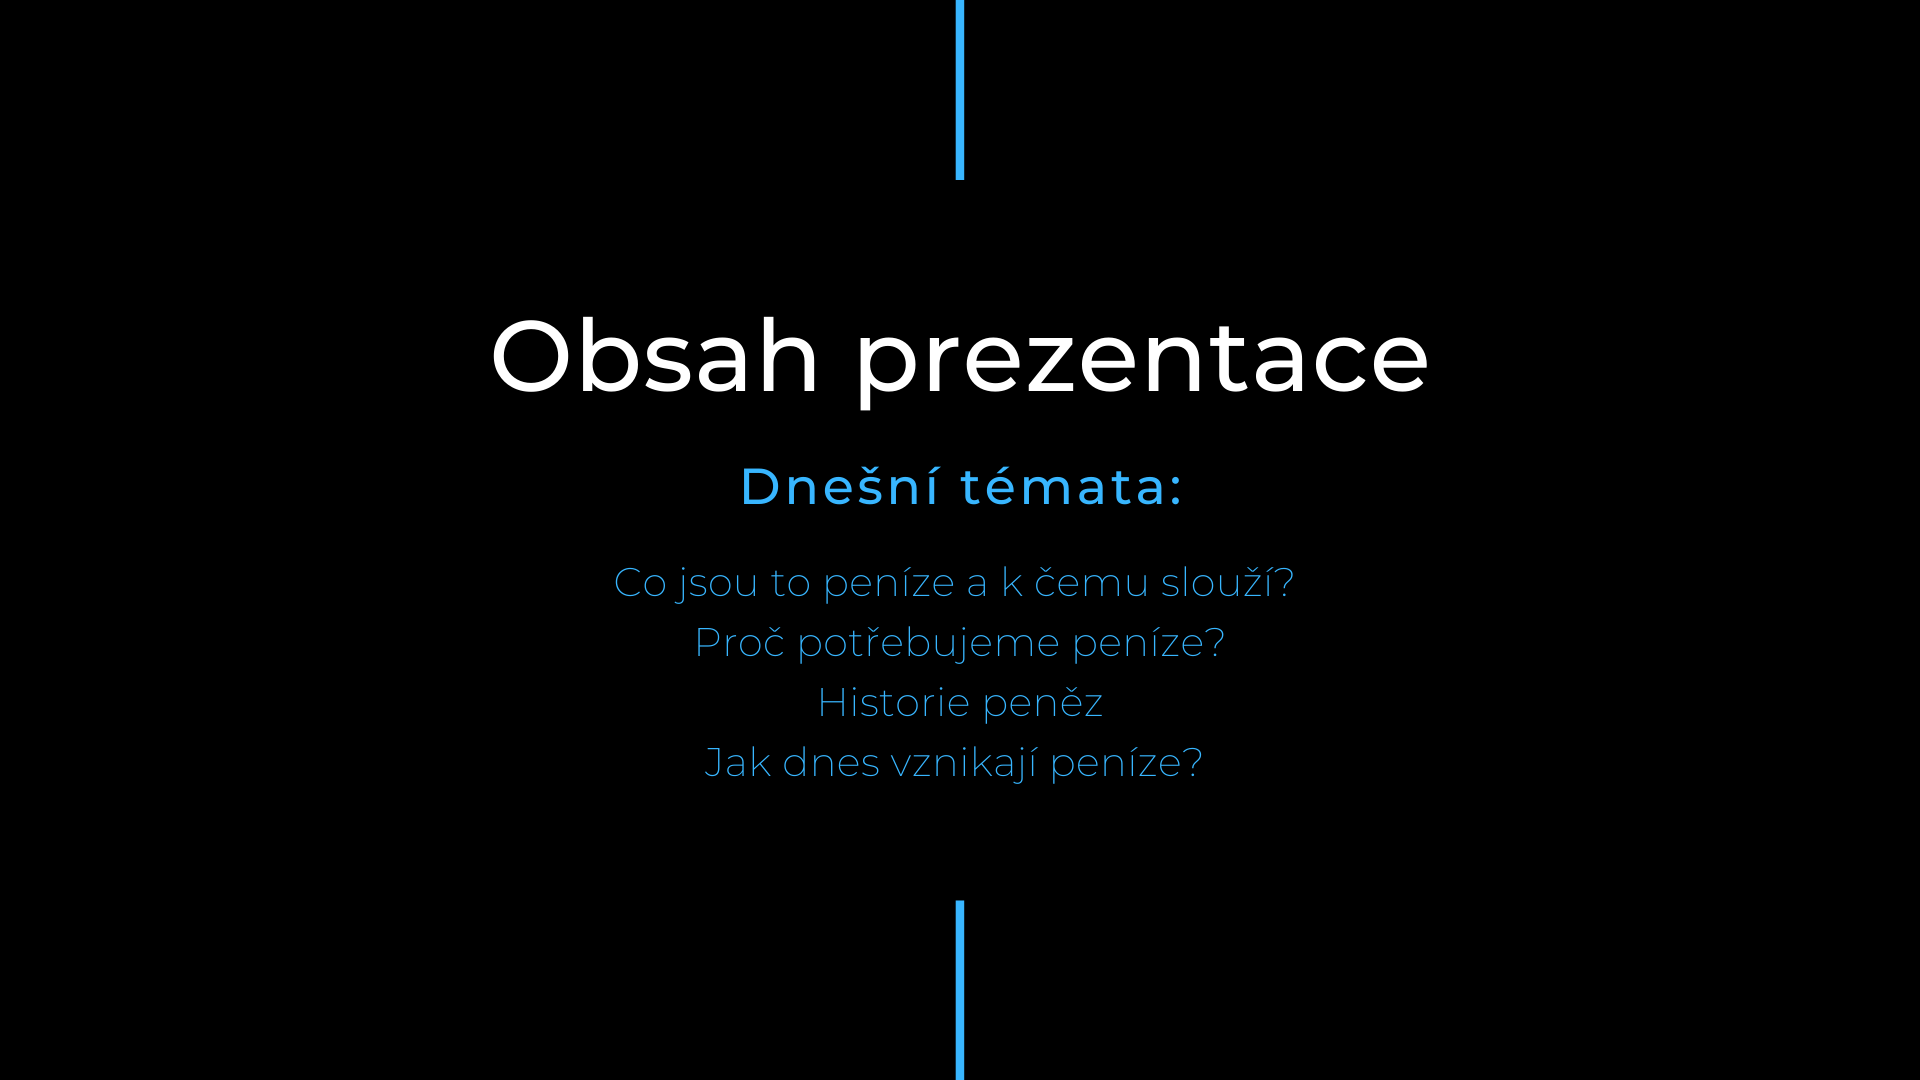 Obsah prezentace
Dnešní témata:
Co jsou to peníze a k čemu slouží?
Proč potřebujeme peníze?
Historie peněz
Jak dnes vznikají peníze?